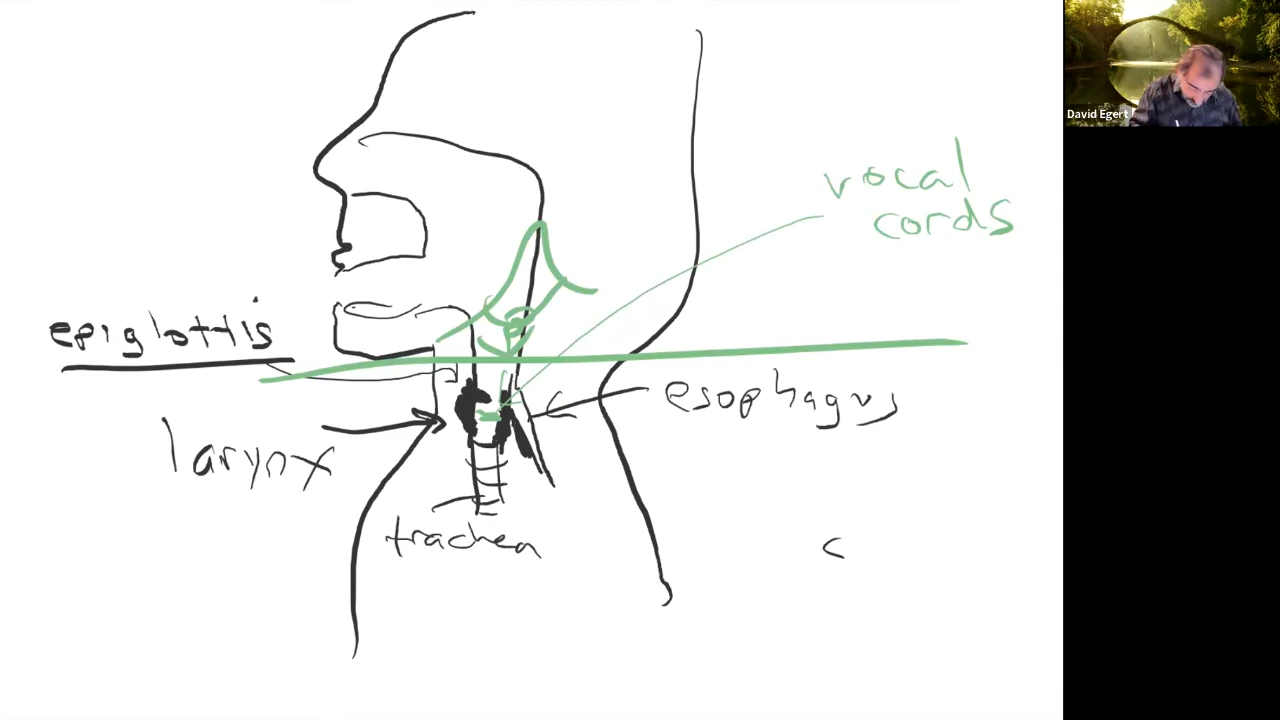 David Egert
vocal
cords
epiglottis
esophagus
larynx
trachea
c